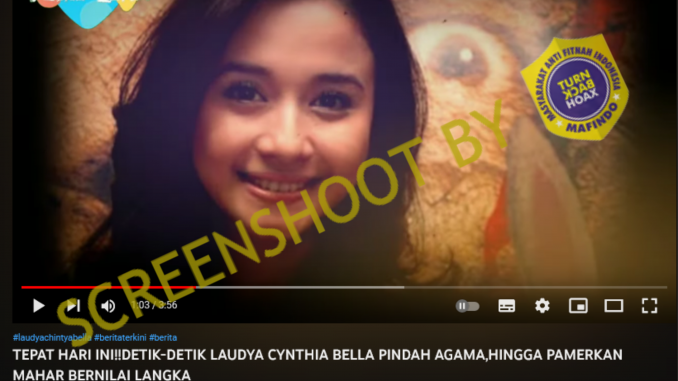 MASYARAKAT ANTI FITNAH INDONESIA
TURN
BACK
HOAX
MAFINDO
SCREENSHOOT BY
1:03 / 3:56
#laudyachintyabella #beritaterkini #berita
TEPAT HARI INI!!DETIK-DETIK LAUDYA CYNTHIA BELLA PINDAH AGAMA,HINGGA PAMERKAN
MAHAR BERNILAI LANGKA